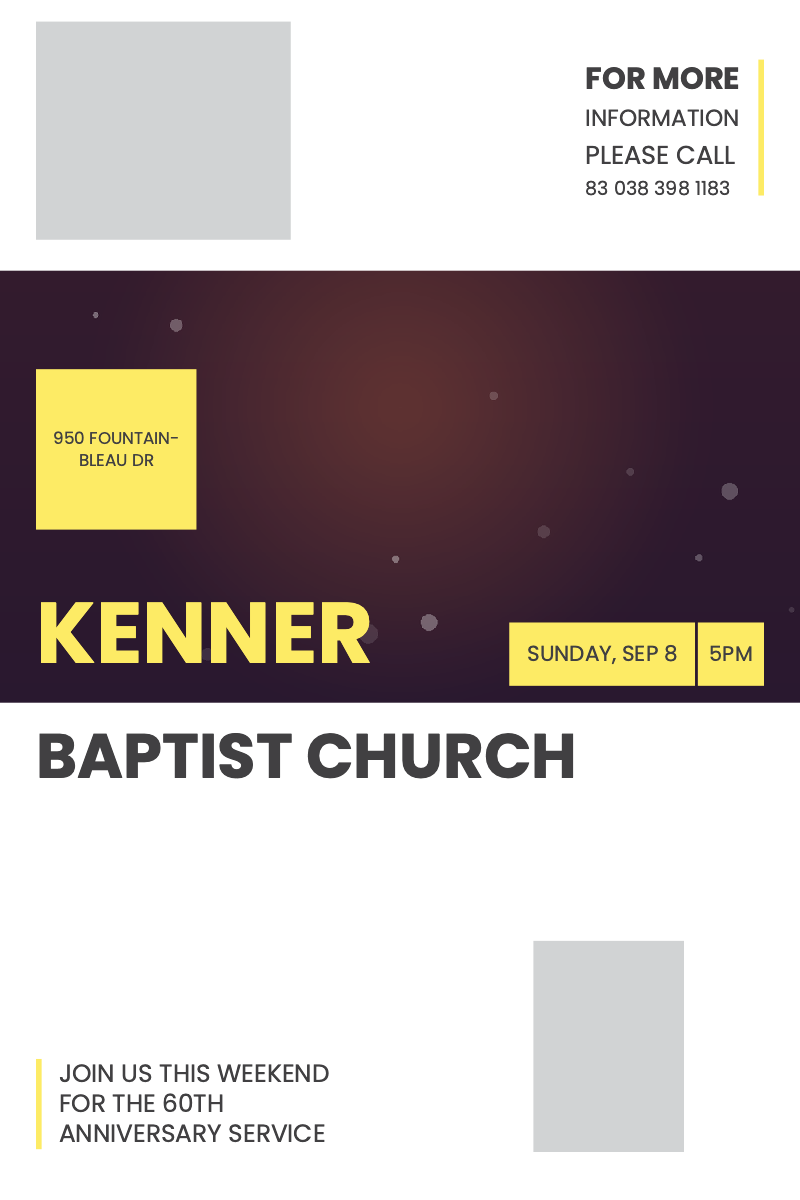 FOR MORE
INFORMATION
PLEASE CALL
83 038 398 1183
950 FOUNTAIN-
BLEAU DR
KENNER
SUNDAY, SEP 8
5PM
BAPTIST CHURCH
JOIN US THIS WEEKEND
FOR THE 60TH
ANNIVERSARY SERVICE